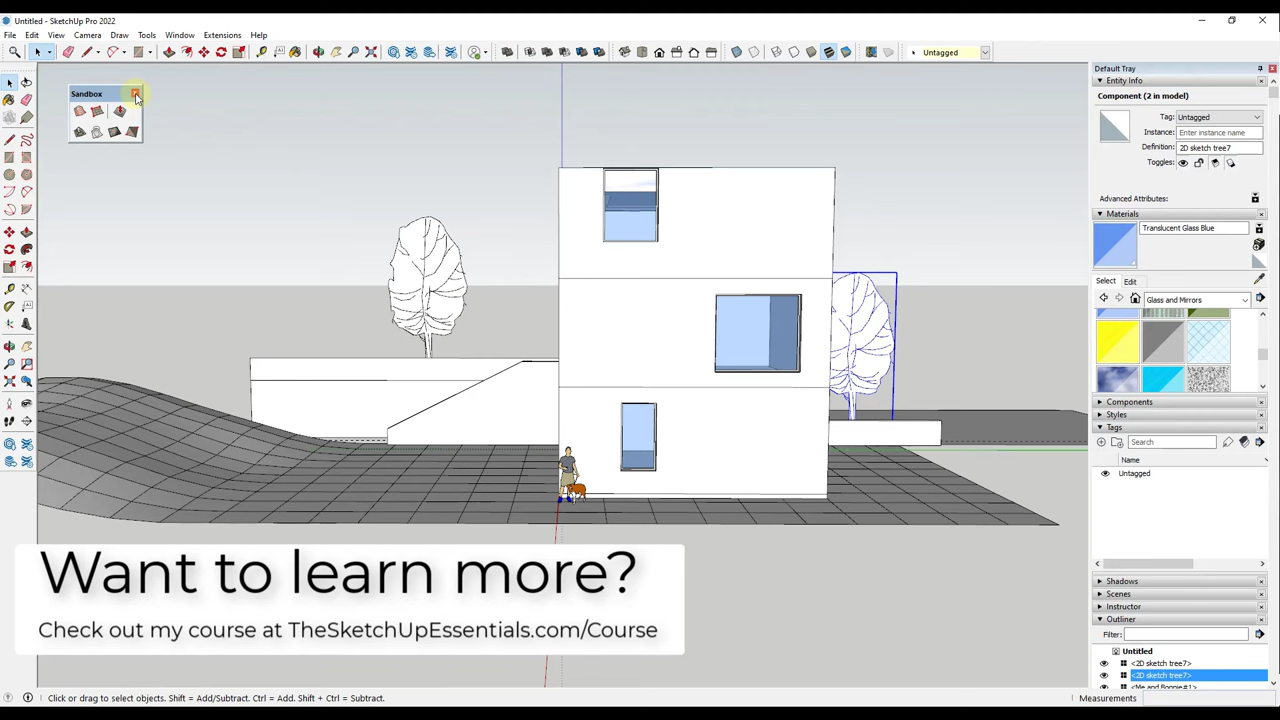 Untitled - SketchUp Pro 2022
File Edit View Camera Draw Tools Window Extensions Help
Untagged
Sandbox
Default Tray
Entity Info
Component (2 in model)
Tag: Untagged
Instance: Enter instance name
Definition: 2D sketch tree7
Toggles:
Advanced Attributes:
Materials
Translucent Glass Blue
Select Edit
Glass and Mirrors
Components
Styles
Tags
Search
Name
Untagged
Shadows
Scenes
Instructor
Outliner
Filter:
Untitled
<2D sketch tree7>
<2D sketch tree7>
<Me and Bonnie#1>
Want to learn more?
Check out my course at TheSketchUpEssentials.com/Course
Click or drag to select objects. Shift = Add/Subtract. Ctrl = Add. Shift + Ctrl = Subtract.
Measurements